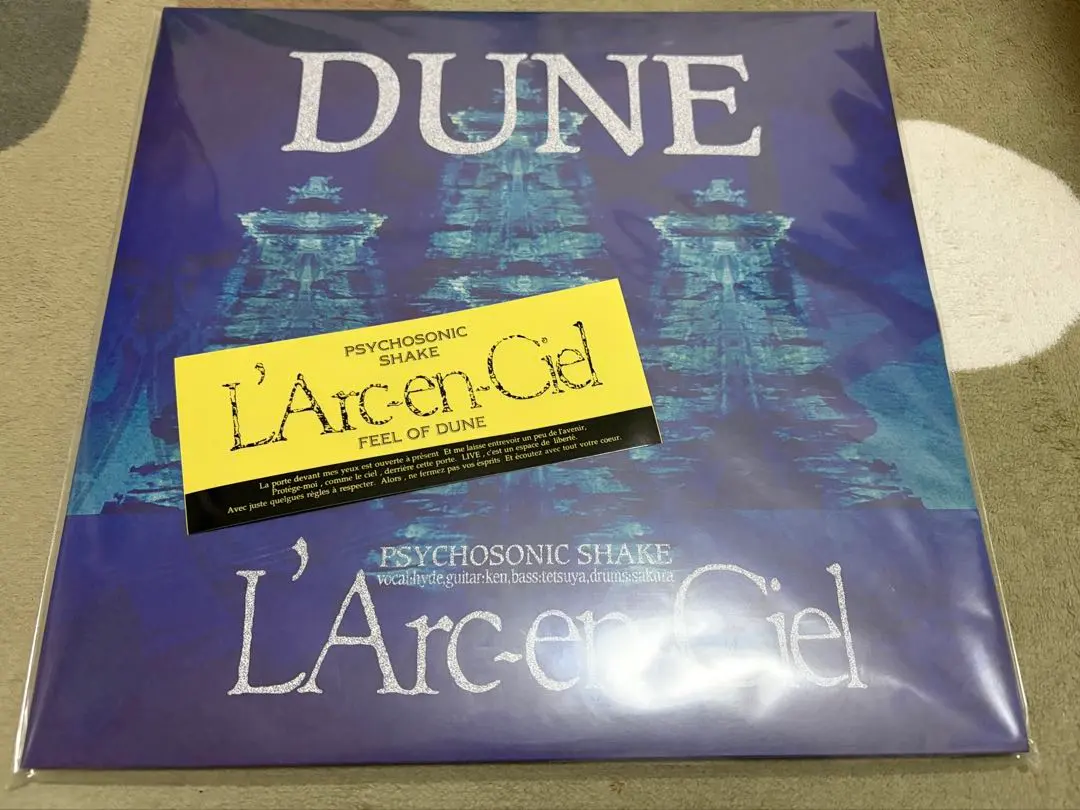 DUNE
PSYCHOSONIC
SHAKE
L'Arc-en-Ciel
FEEL OF DUNE
La porte devant mes yeux est ouverte à présent Et me laisse entrevoir un peu de l'avenir.
Protége-moi , comme le ciel , derrière cette porte. LIVE , c'est un espace de liberté.
Avec juste quelgues règles à respecter. Alors , ne fermez pas vos esprits Et écoutez avec tout votre coeur.
PSYCHOSONIC SHAKE
vocal:hyde,guitar:ken,bass:tetsuya,drums:sakura
L'Arc-en-Ciel